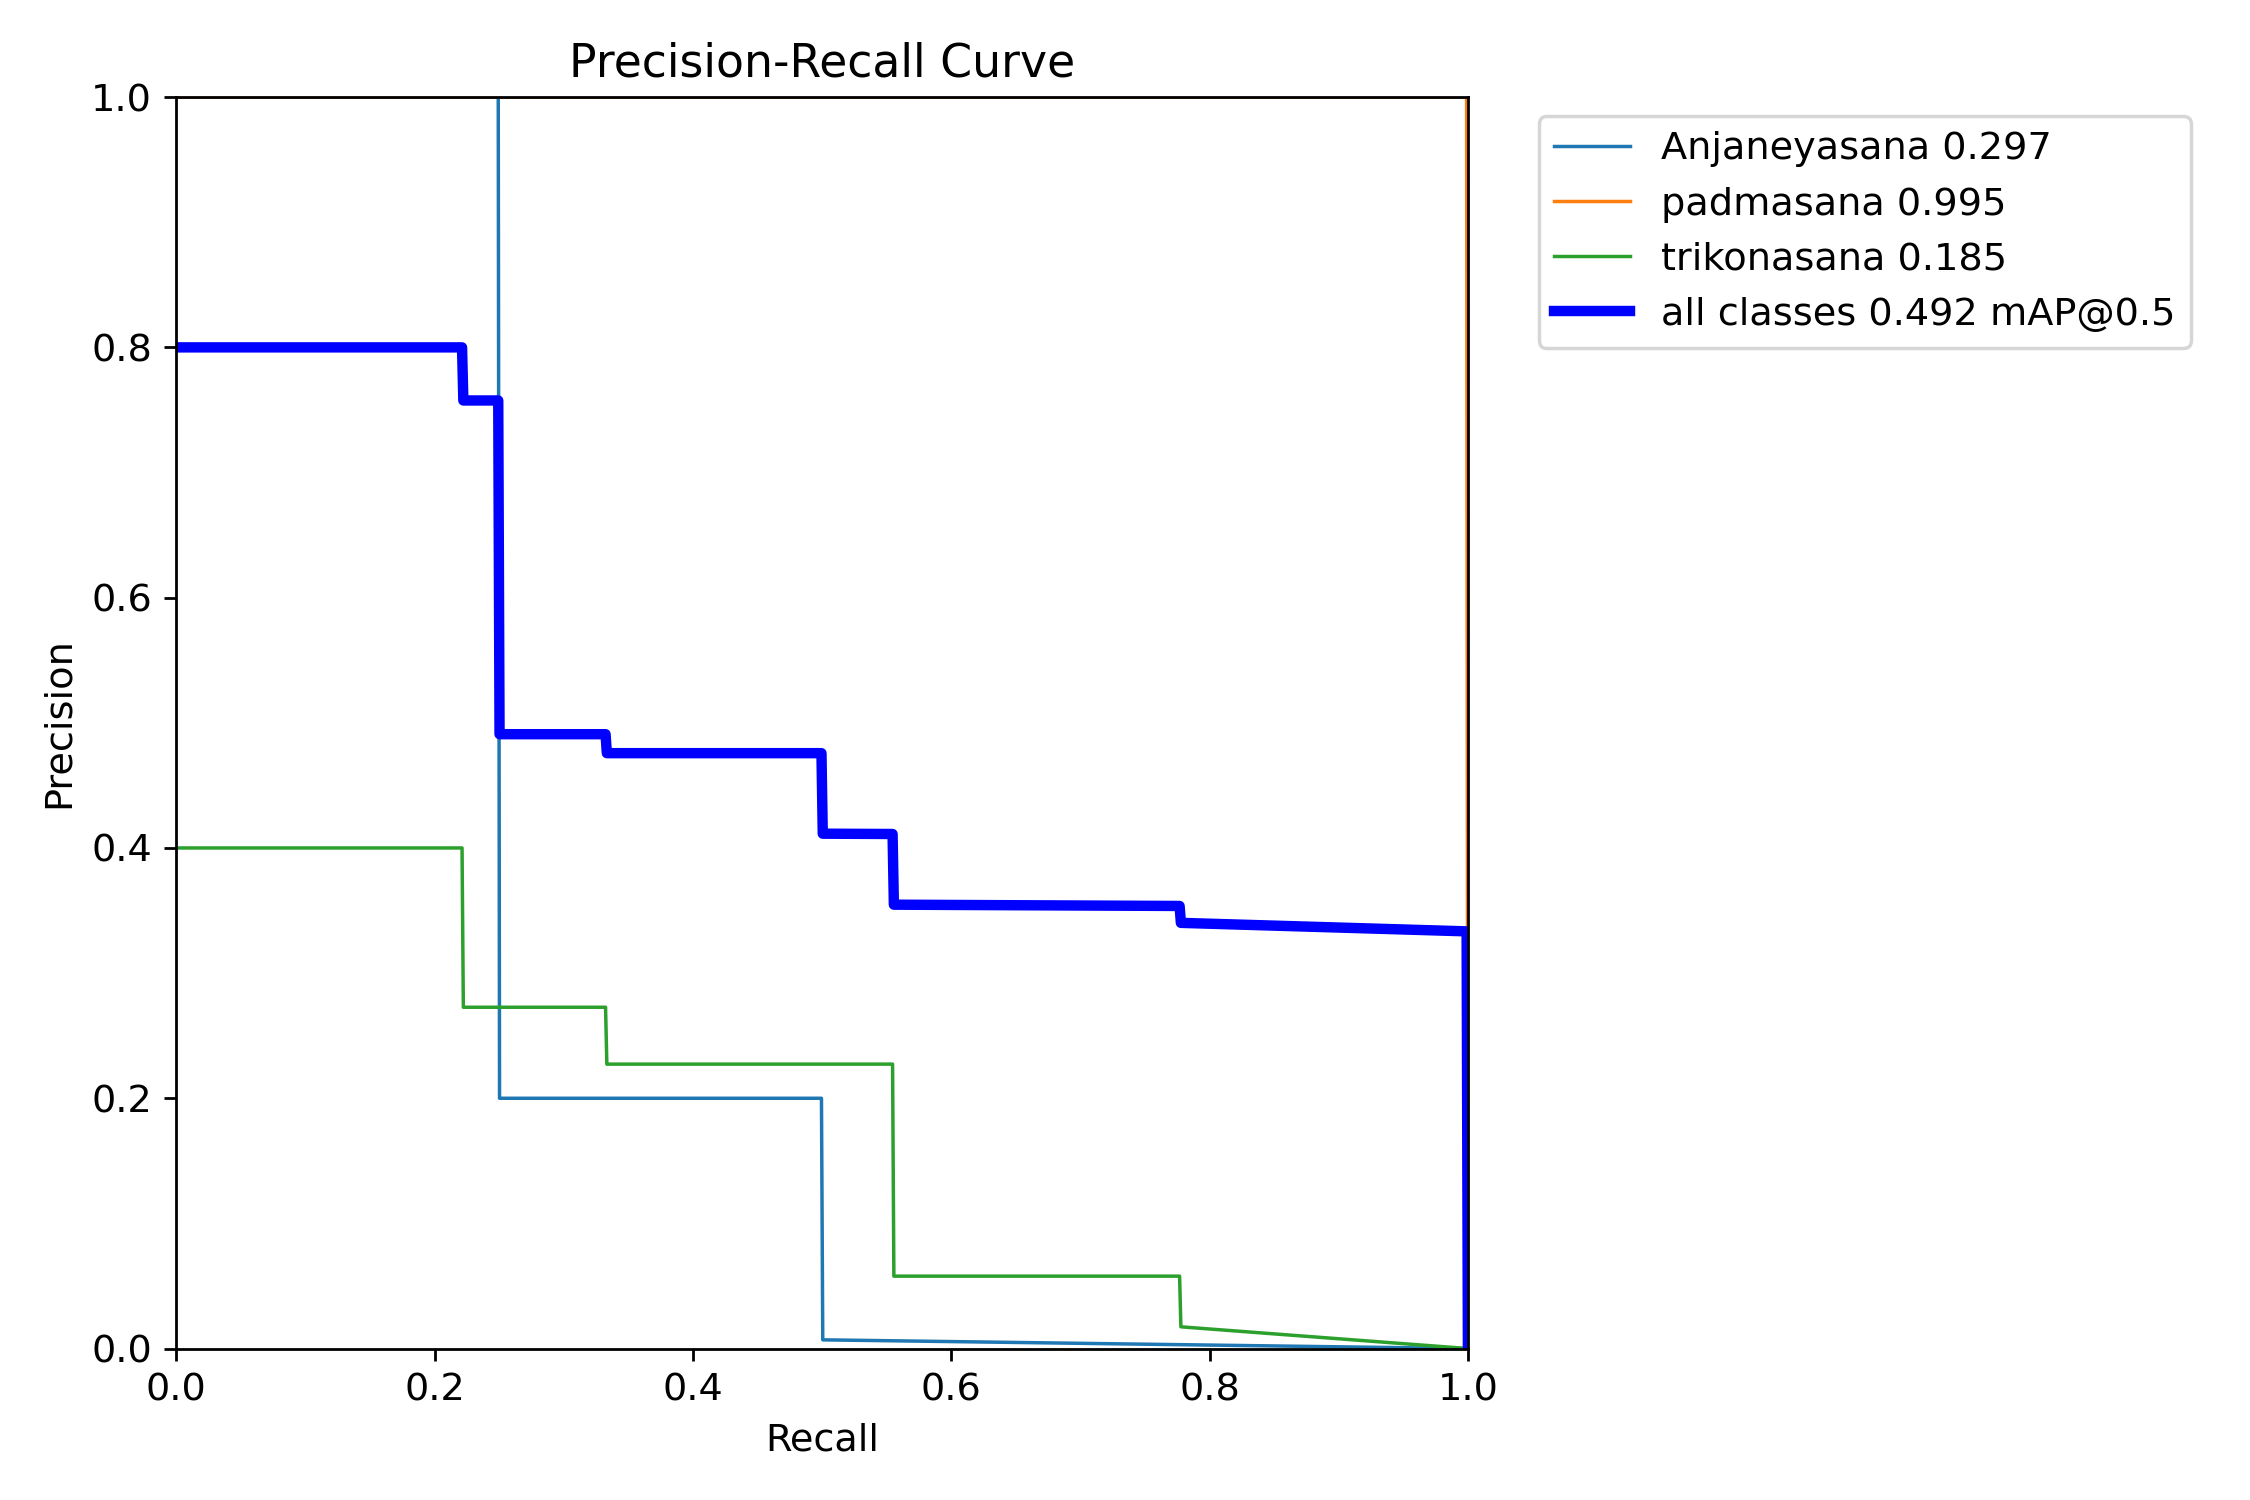 Precision-Recall Curve
1.0
0.8
0.6
0.4
0.2
0.0
Precision
0.0 0.2 0.4 0.6 0.8 1.0
Recall
Anjaneyasana 0.297
padmasana 0.995
trikonasana 0.185
all classes 0.492 mAP@0.5